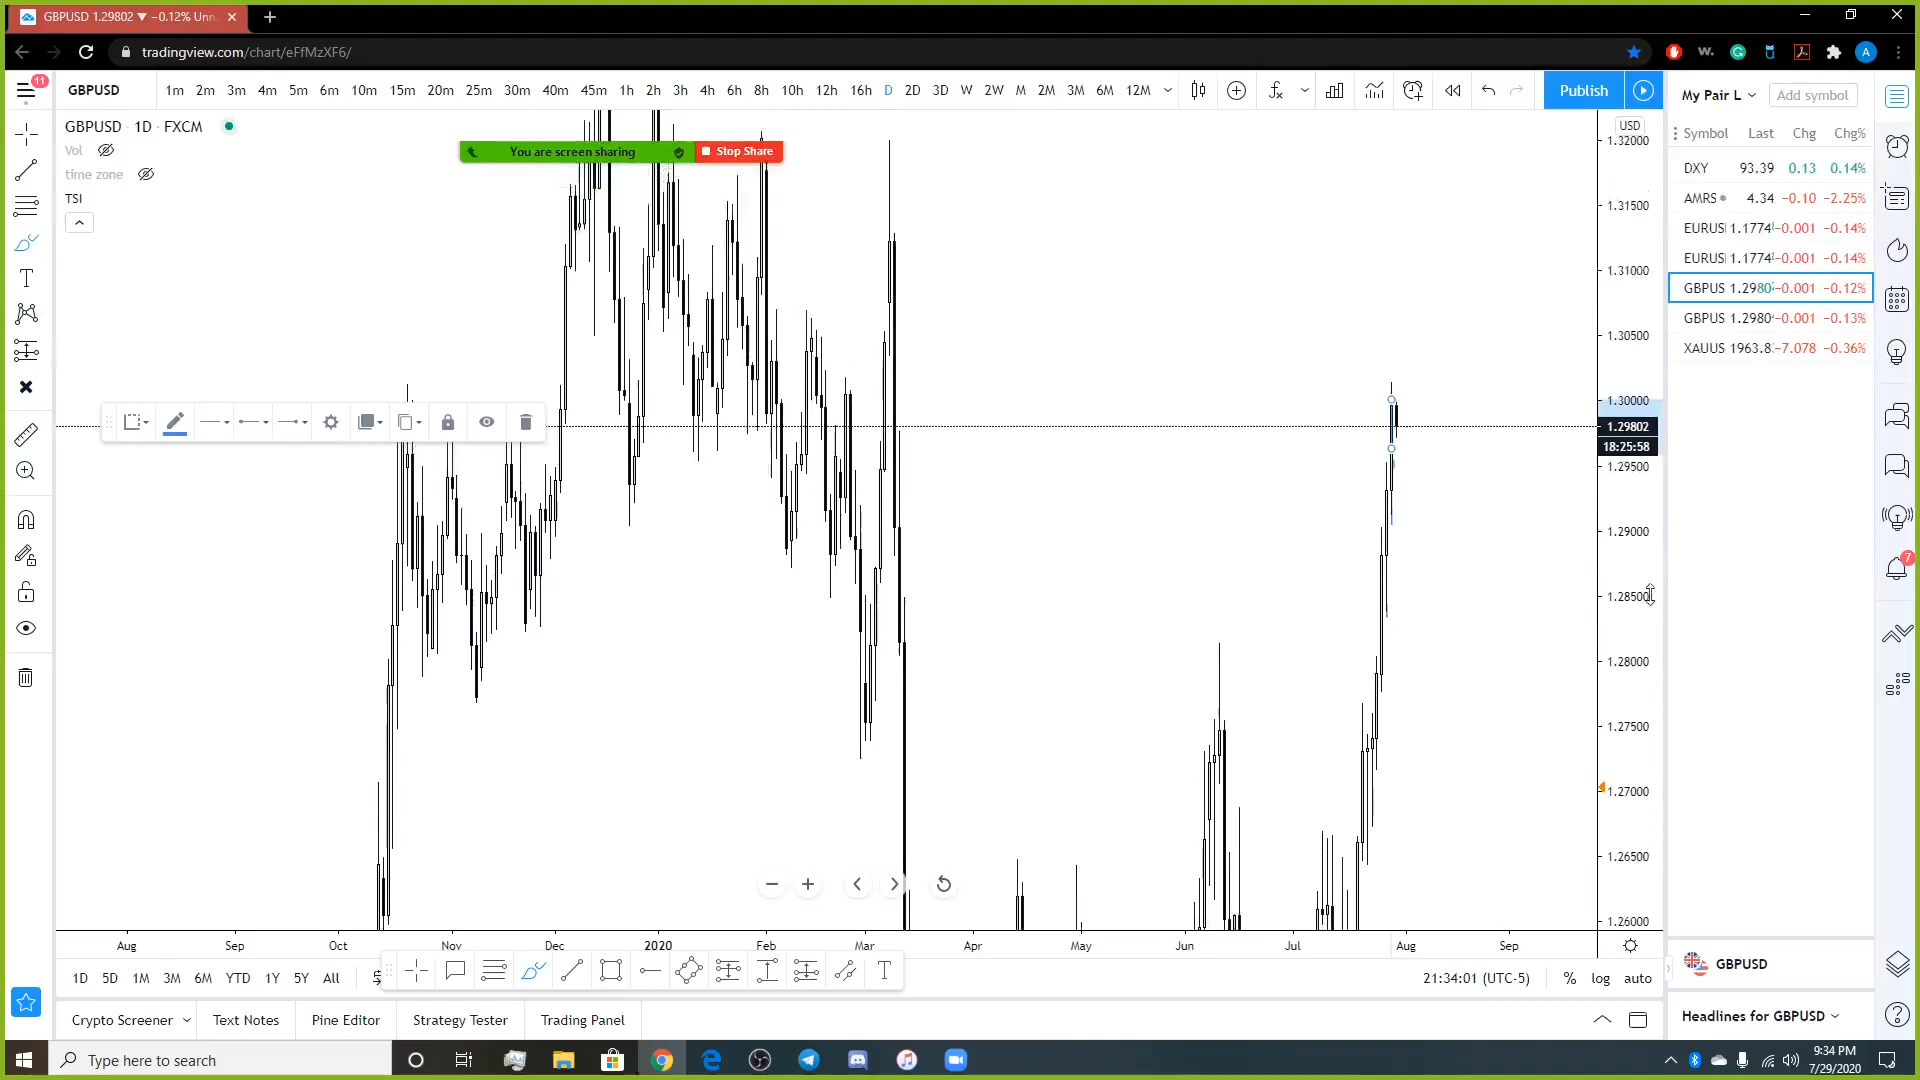 GBPUSD 1.29802 ▼ −0.12% Unn
tradingview.com/chart/eFfMzXF6/
11
GBPUSD
1m 2m 3m 4m 5m 6m 10m 15m 20m 25m 30m 40m 45m 1h 2h 3h 4h 6h 8h 10h 12h 16h D 2D 3D W 2W M 2M 3M 6M 12M
Publish
My Pair L
Add symbol
GBPUSD · 1D · FXCM
Vol
time zone
TSI
You are screen sharing
Stop Share
USD
1.32000
1.31500
1.31000
1.30500
1.30000
1.29802
18:25:58
1.29500
1.29000
1.28500
1.28000
1.27500
1.27000
1.26500
1.26000
Symbol Last Chg Chg%
DXY 93.39 0.13 0.14%
AMRS 4.34 −0.10 −2.25%
EURUS 1.1774 −0.001 −0.14%
EURUS 1.1774 −0.001 −0.14%
GBPUS 1.2980 −0.001 −0.12%
GBPUS 1.2980 −0.001 −0.13%
XAUUS 1963.8 −7.078 −0.36%
7
Aug Sep Oct Nov Dec 2020 Feb Mar Apr May Jun Jul Aug Sep
1D 5D 1M 3M 6M YTD 1Y 5Y All
21:34:01 (UTC-5) % log auto
GBPUSD
Crypto Screener Text Notes Pine Editor Strategy Tester Trading Panel
Headlines for GBPUSD
Type here to search
9:34 PM
7/29/2020